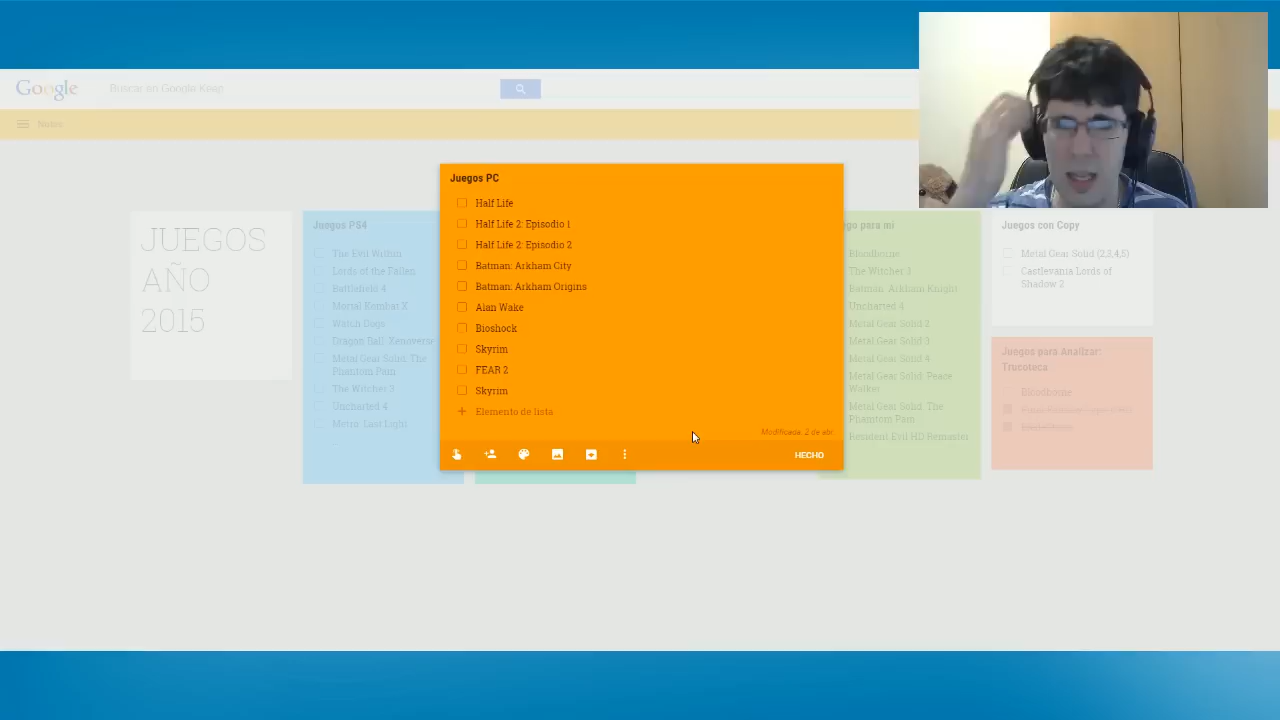 Google
Buscar en Google Keep
Notas
JUEGOS
AÑO
2015
Juegos PS4
The Evil Within
Lords of the Fallen
Battlefield 4
Mortal Kombat X
Watch Dogs
Dragon Ball: Xenoverse
Metal Gear Solid: The
Phantom Pain
The Witcher 3
Uncharted 4
Metro: Last Light
Juegos PC
Half Life
Half Life 2: Episodio 1
Half Life 2: Episodio 2
Batman: Arkham City
Batman: Arkham Origins
Alan Wake
Bioshock
Skyrim
FEAR 2
Skyrim
Elemento de lista
Modificada: 2 de abr
HECHO
go para mi
Bloodborne
The Witcher 3
Batman: Arkham Knight
Uncharted 4
Metal Gear Solid 2
Metal Gear Solid 3
Metal Gear Solid 4
Metal Gear Solid: Peace
Walker
Metal Gear Solid: The
Phantom Pain
Resident Evil HD Remaster
Juegos con Copy
Metal Gear Solid (2,3,4,5)
Castlevania Lords of
Shadow 2
Juegos para Analizar:
Trucoteca
Bloodborne